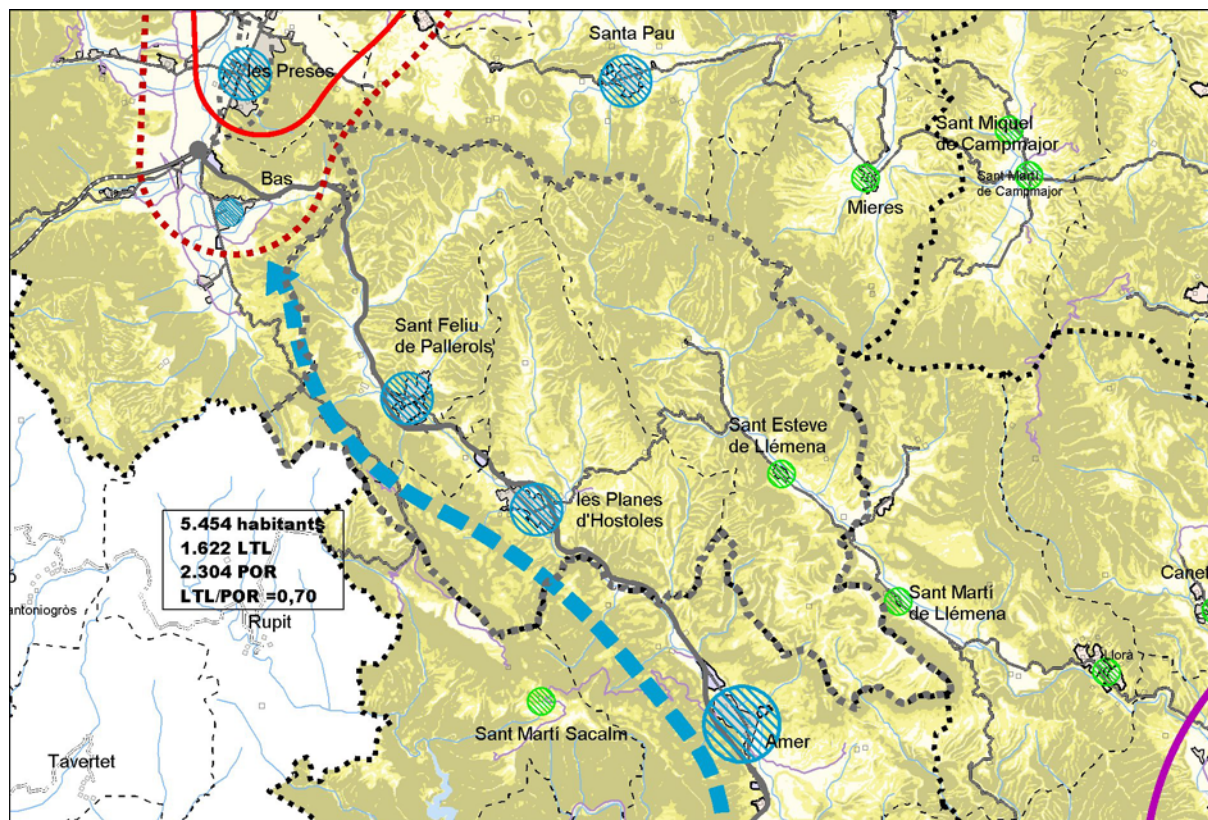 Santa Pau
les Preses
Sant Miquel
de Campmajor
Sant Martí
de Campmajor
Bas
Mieres
Sant Feliu
de Pallerols
Sant Esteve
de Llémena
les Planes
d'Hostoles
5.454 habitants
1.622 LTL
2.304 POR
LTL/POR =0,70
antoniogròs
Rupit
Canet
Sant Martí
de Llémena
Llorà
Sant Martí Sacalm
Amer
Tavertet